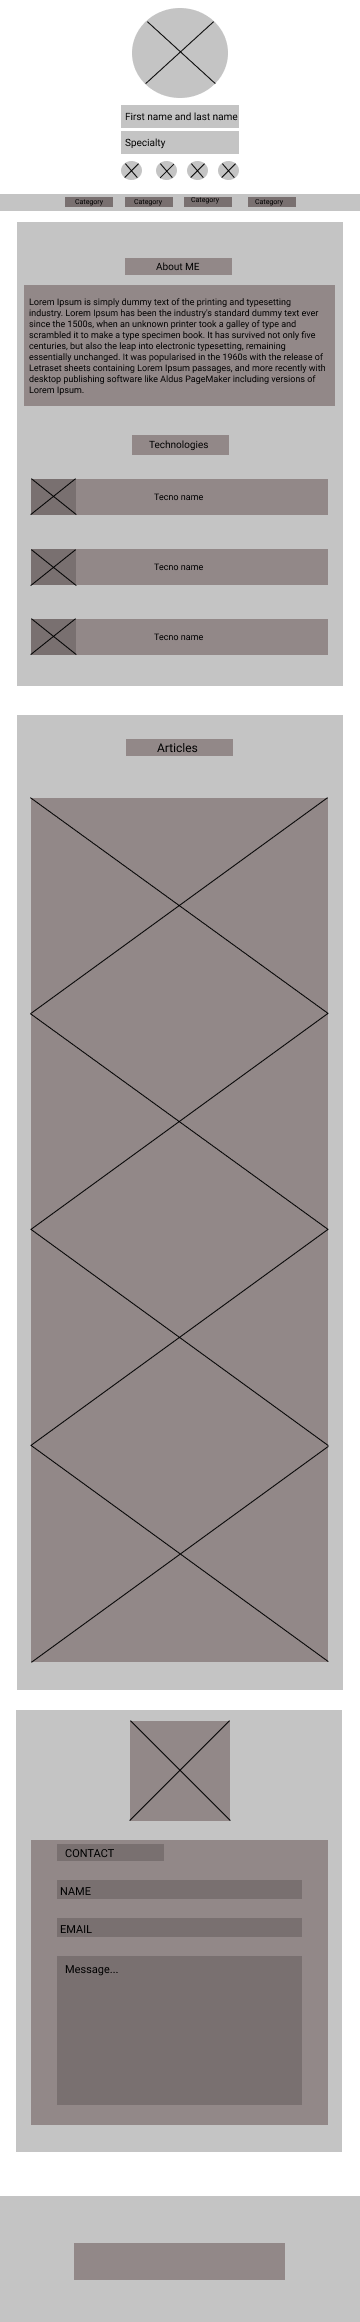 First name and last name
Specialty
Category Category Category Category
About ME
Lorem Ipsum is simply dummy text of the printing and typesetting
industry. Lorem Ipsum has been the industry's standard dummy text ever
since the 1500s, when an unknown printer took a galley of type and
scrambled it to make a type specimen book. It has survived not only five
centuries, but also the leap into electronic typesetting, remaining
essentially unchanged. It was popularised in the 1960s with the release of
Letraset sheets containing Lorem Ipsum passages, and more recently with
desktop publishing software like Aldus PageMaker including versions of
Lorem Ipsum.
Technologies
Tecno name
Tecno name
Tecno name
Articles
CONTACT
NAME
EMAIL
Message...